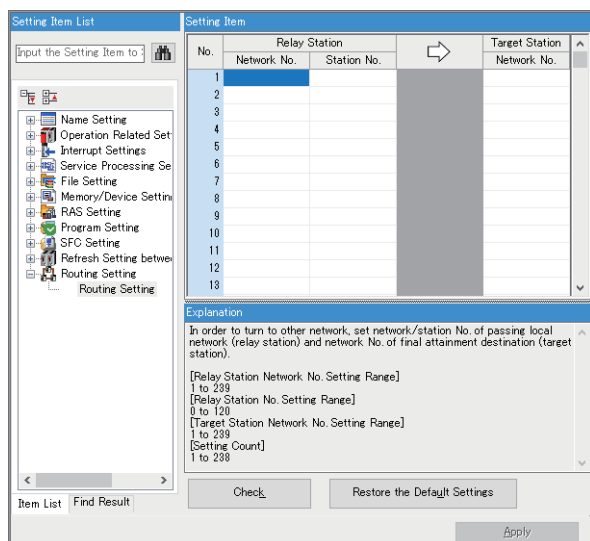 Setting Item List
Input the Setting Item to
Name Setting
Operation Related Set
Interrupt Settings
Service Processing Se
File Setting
Memory/Device Settin
RAS Setting
Program Setting
SFC Setting
Refresh Setting betwe
Routing Setting
Routing Setting
Item List
Find Result
Setting Item
No.
Relay Station
Target Station
Network No.
Station No.
Network No.
1
2
3
4
5
6
7
8
9
10
11
12
13
Explanation
In order to turn to other network, set network/station No. of passing local
network (relay station) and network No. of final attainment destination (target
station).
[Relay Station Network No. Setting Range]
1 to 239
[Relay Station No. Setting Range]
0 to 120
[Target Station Network No. Setting Range]
1 to 239
[Setting Count]
1 to 238
Check
Restore the Default Settings
Apply